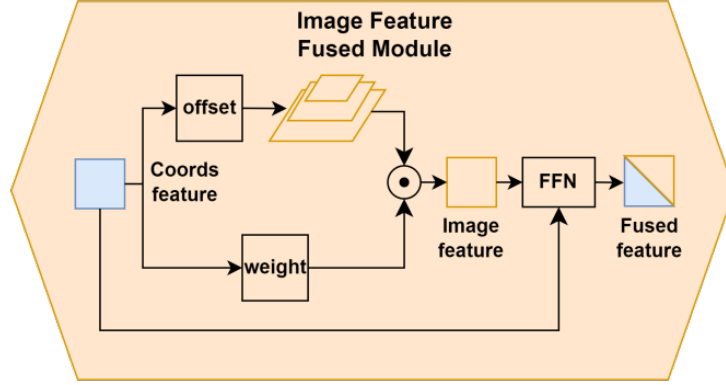 Image Feature
Fused Module
offset
Coords
feature
weight
Image
feature
FFN
Fused
feature